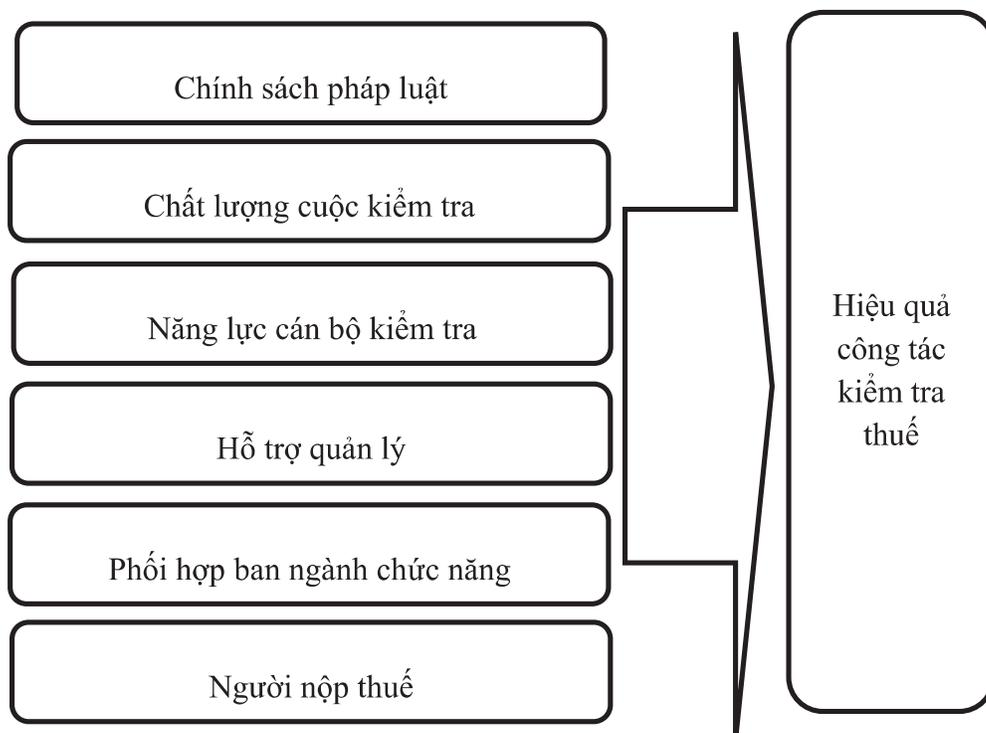 Chính sách pháp luật
Chất lượng cuộc kiểm tra
Năng lực cán bộ kiểm tra
Hỗ trợ quản lý
Phối hợp ban ngành chức năng
Người nộp thuế
Hiệu quả
công tác
kiểm tra
thuế